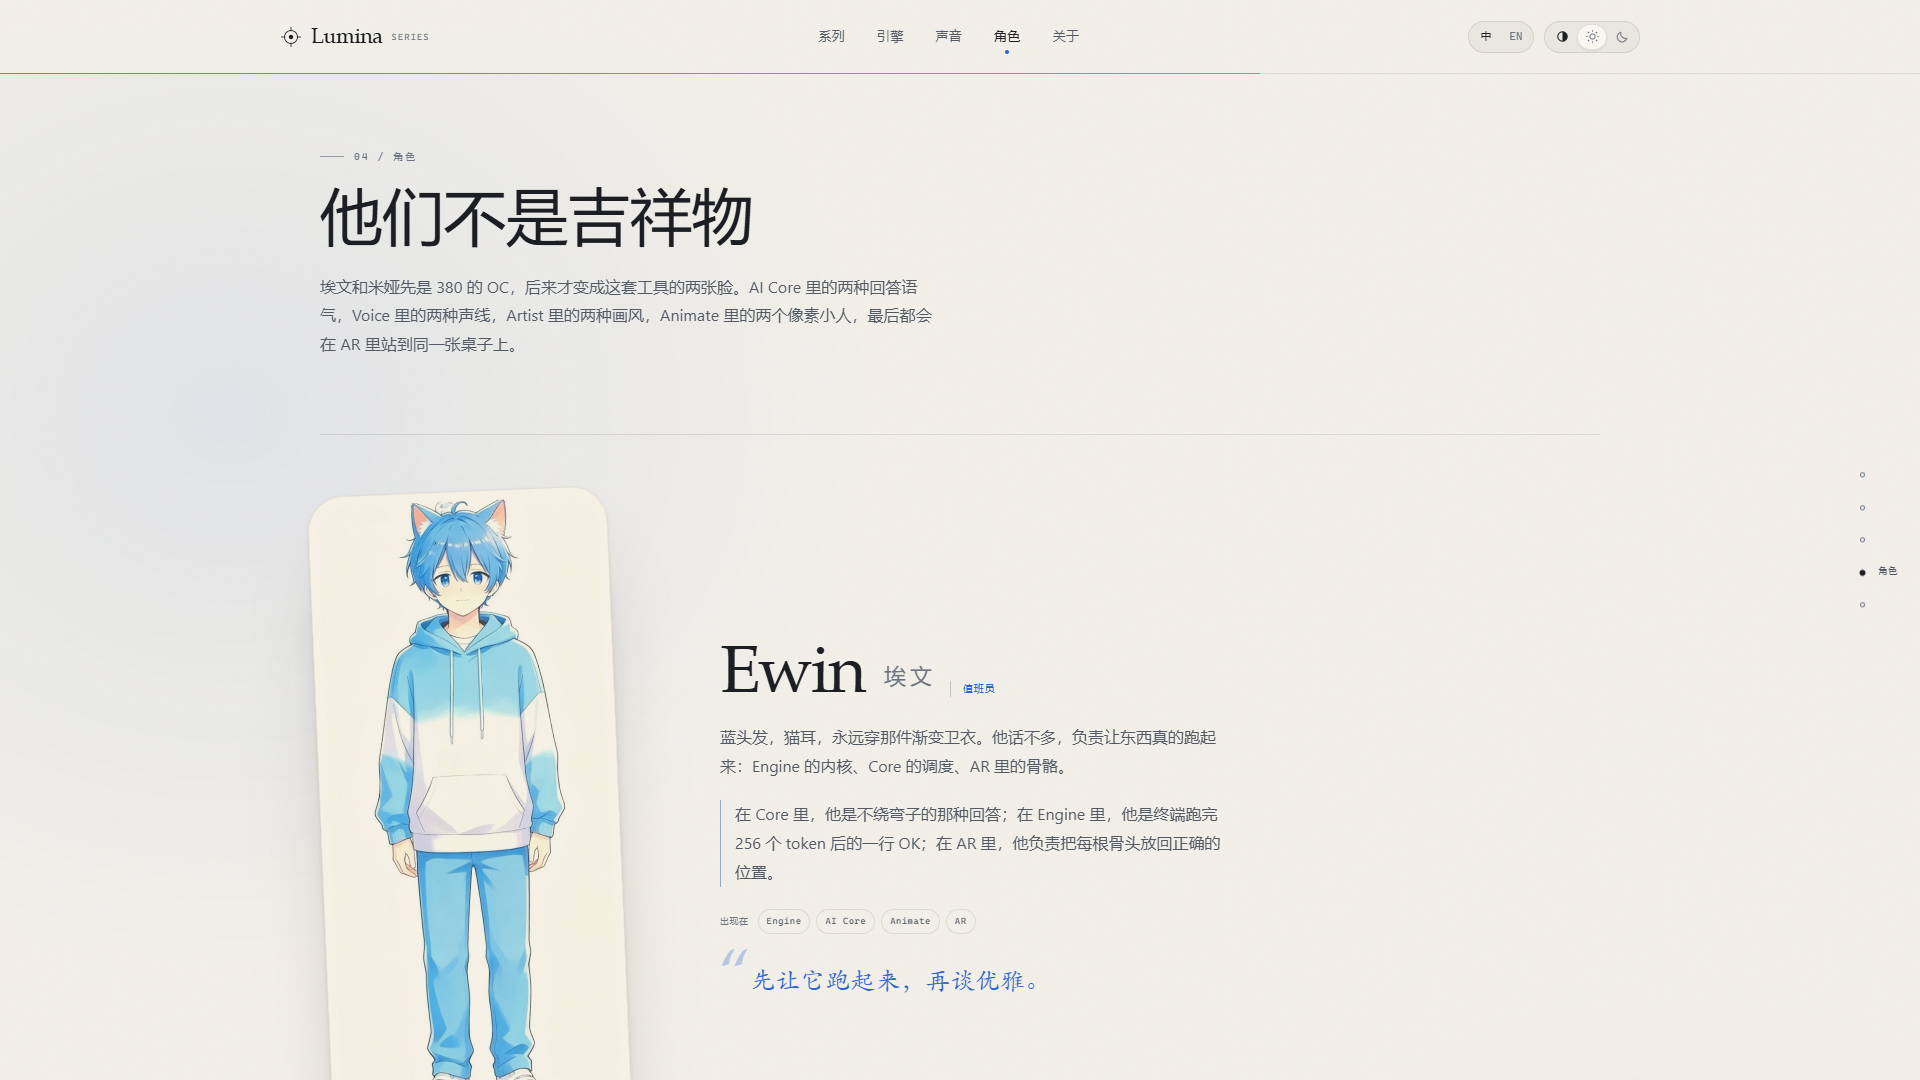 Lumina SERIES
系列 引擎 声音 角色 关于
中 EN
04 / 角色
他们不是吉祥物
埃文和米娅先是 380 的 OC，后来才变成这套工具的两张脸。AI Core 里的两种回答语
气，Voice 里的两种声线，Artist 里的两种画风，Animate 里的两个像素小人，最后都会
在 AR 里站到同一张桌子上。
角色
Ewin 埃文 值班员
蓝头发，猫耳，永远穿那件渐变卫衣。他话不多，负责让东西真的跑起
来：Engine 的内核、Core 的调度、AR 里的骨骼。
在 Core 里，他是不绕弯子的那种回答；在 Engine 里，他是终端跑完
256 个 token 后的一行 OK；在 AR 里，他负责把每根骨头放回正确的
位置。
出现在 Engine AI Core Animate AR
“先让它跑起来，再谈优雅。